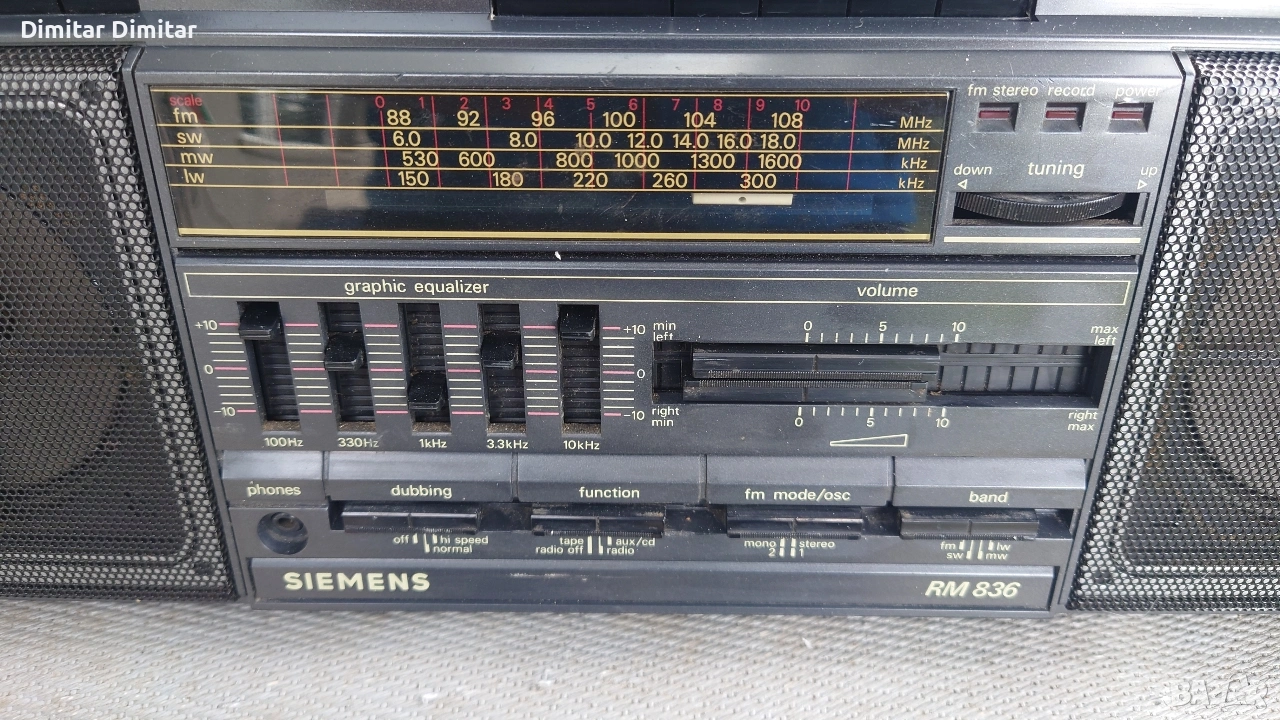 Dimitar Dimitar
fm stereo record power
scale 0 1 2 3 4 5 6 7 8 9 10
fm 88 92 96 100 104 108 MHz
sw 6.0 8.0 10.0 12.0 14.0 16.0 18.0 MHz
mw 530 600 800 1000 1300 1600 kHz
lw 150 180 220 260 300 kHz
down tuning up
graphic equalizer volume
+10 +10
0 0
-10 -10
100Hz 330Hz 1kHz 3.3kHz 10kHz
min 0 5 10 max
left left
right 0 5 10 right
min max
phones dubbing function fm mode/osc band
off hi speed
normal
tape aux/cd
radio off radio
mono stereo
2 1
fm lw
sw mw
SIEMENS RM 836
BAZAR